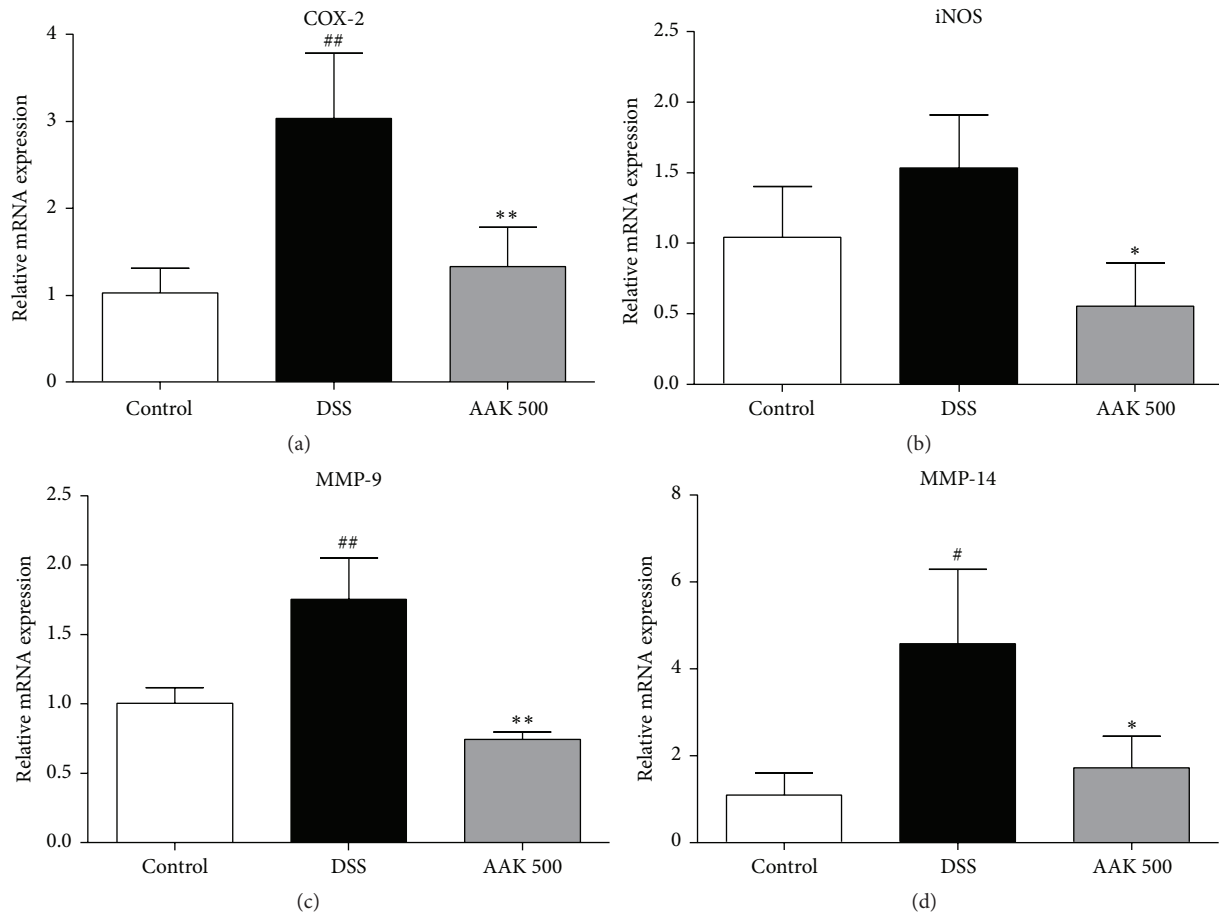 COX-2
Relative mRNA expression
4
3
2
1
0
##
**
Control DSS AAK 500
(a)
iNOS
Relative mRNA expression
2.5
2.0
1.5
1.0
0.5
0.0
*
Control DSS AAK 500
(b)
MMP-9
Relative mRNA expression
2.5
2.0
1.5
1.0
0.5
0.0
##
**
Control DSS AAK 500
(c)
MMP-14
Relative mRNA expression
8
6
4
2
0
#
*
Control DSS AAK 500
(d)